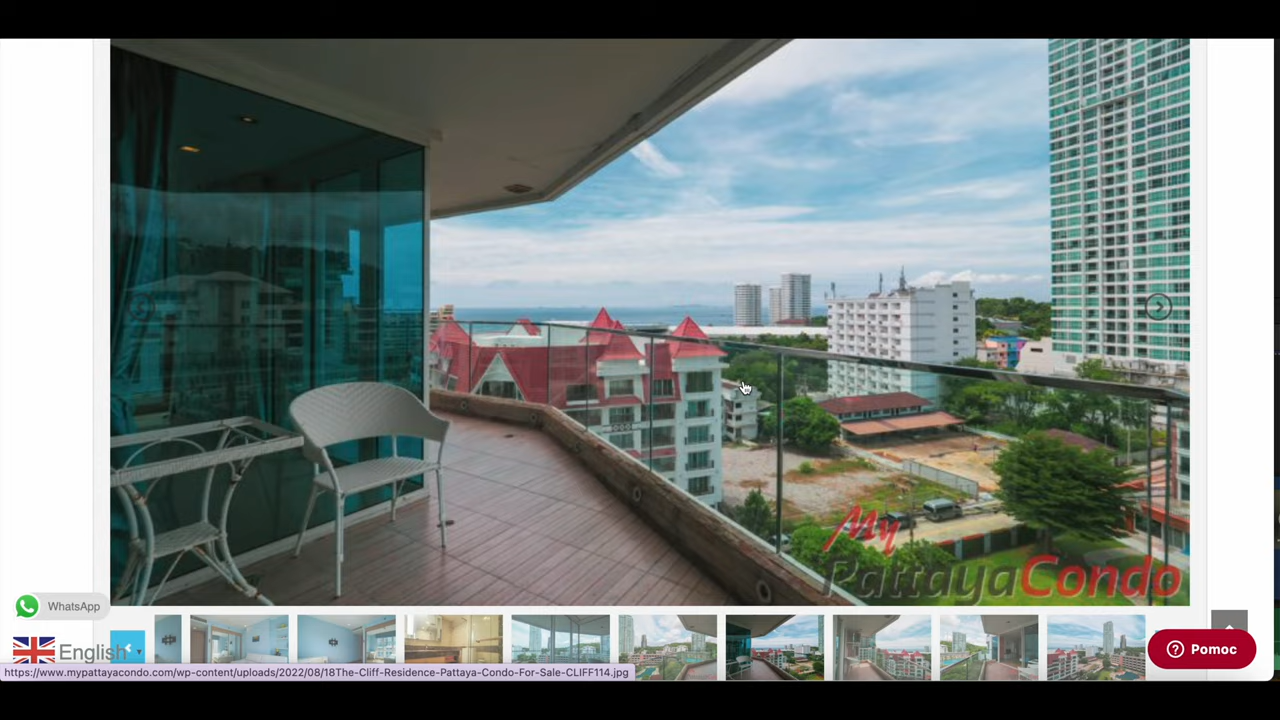 My
PattayaCondo
WhatsApp
English
https://www.mypattayacondo.com/wp-content/uploads/2022/08/18The-Cliff-Residence-Pattaya-Condo-For-Sale-CLIFF114.jpg
Pomoc